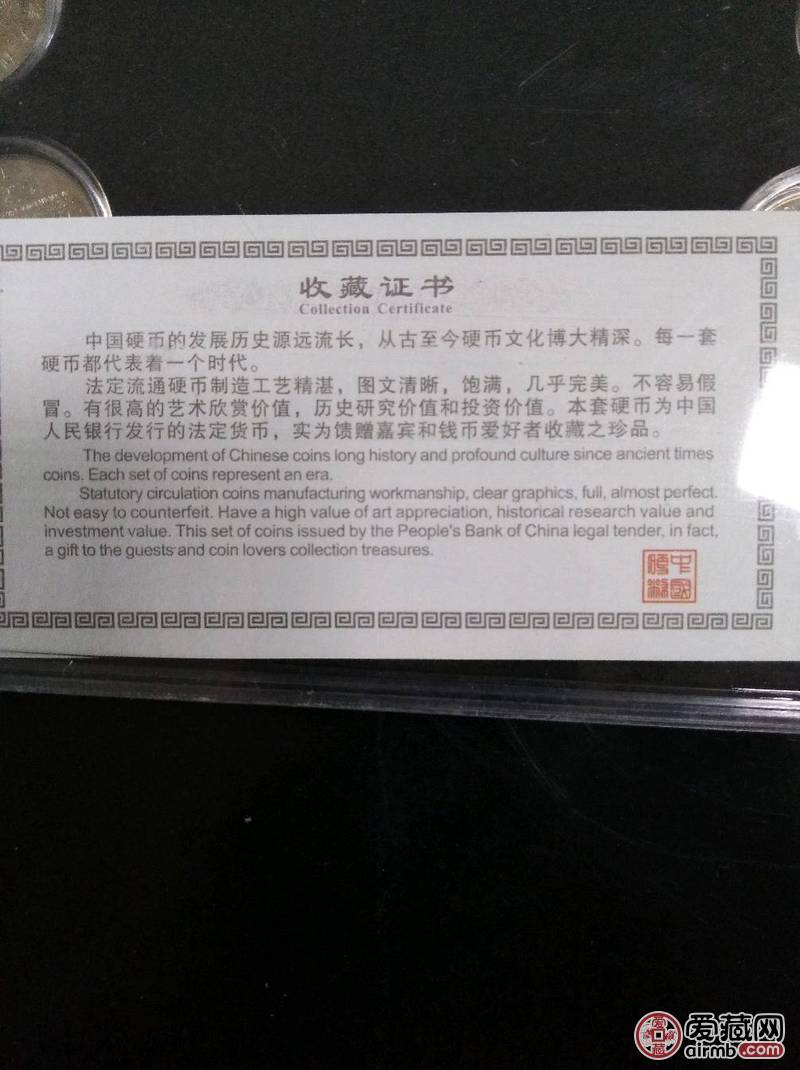 收藏证书
Collection Certificate
中国硬币的发展历史源远流长，从古至今硬币文化博大精深。每一套
硬币都代表着一个时代。
法定流通硬币制造工艺精湛，图文清晰，饱满，几乎完美。不容易假
冒。有很高的艺术欣赏价值，历史研究价值和投资价值。本套硬币为中国
人民银行发行的法定货币，实为馈赠嘉宾和钱币爱好者收藏之珍品。
The development of Chinese coins long history and profound culture since ancient times
coins. Each set of coins represent an era.
Statutory circulation coins manufacturing workmanship, clear graphics, full, almost perfect.
Not easy to counterfeit. Have a high value of art appreciation, historical research value and
investment value. This set of coins issued by the People's Bank of China legal tender, in fact,
a gift to the guests and coin lovers collection treasures.
中國
爱藏网
dirmb.com